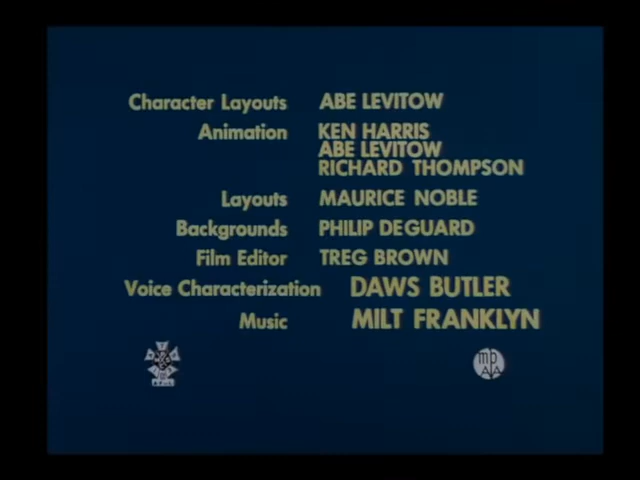 Character Layouts ABE LEVITOW
Animation KEN HARRIS
ABE LEVITOW
RICHARD THOMPSON
Layouts MAURICE NOBLE
Backgrounds PHILIP DEGUARD
Film Editor TREG BROWN
Voice Characterization DAWS BUTLER
Music MILT FRANKLYN